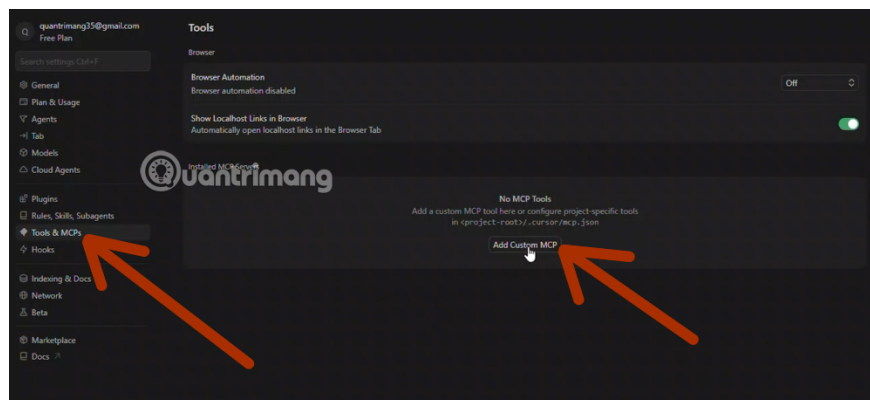 Q
quantrimang35@gmail.com
Free Plan
Search settings Ctrl+F
General
Plan & Usage
Agents
Tab
Models
Cloud Agents
Plugins
Rules, Skills, Subagents
Tools & MCPs
Hooks
Indexing & Docs
Network
Beta
Marketplace
Docs
Tools
Browser
Browser Automation
Browser automation disabled
Off
Show Localhost Links in Browser
Automatically open localhost links in the Browser Tab
Installed MCP Servers
Quantrimang
No MCP Tools
Add a custom MCP tool here or configure project-specific tools
in <project-root>/.cursor/mcp.json
Add Custom MCP